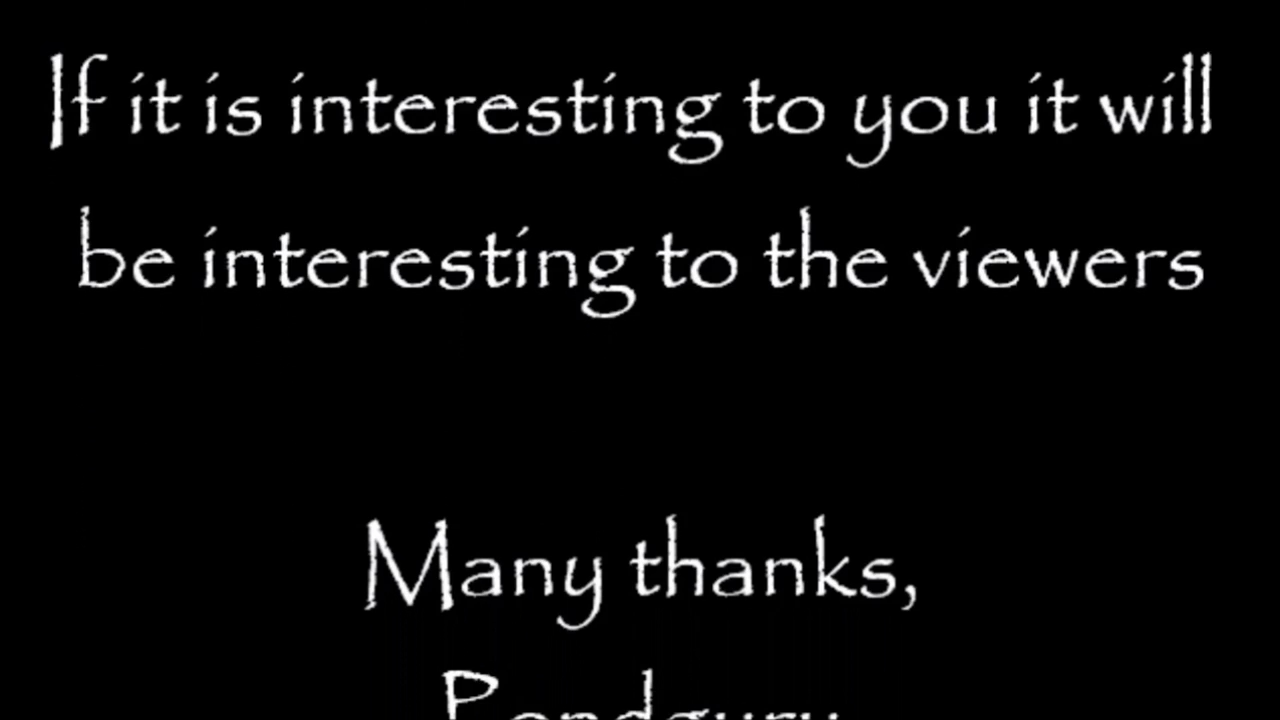 If it is interesting to you it will
be interesting to the viewers
Many thanks,
Pondguru